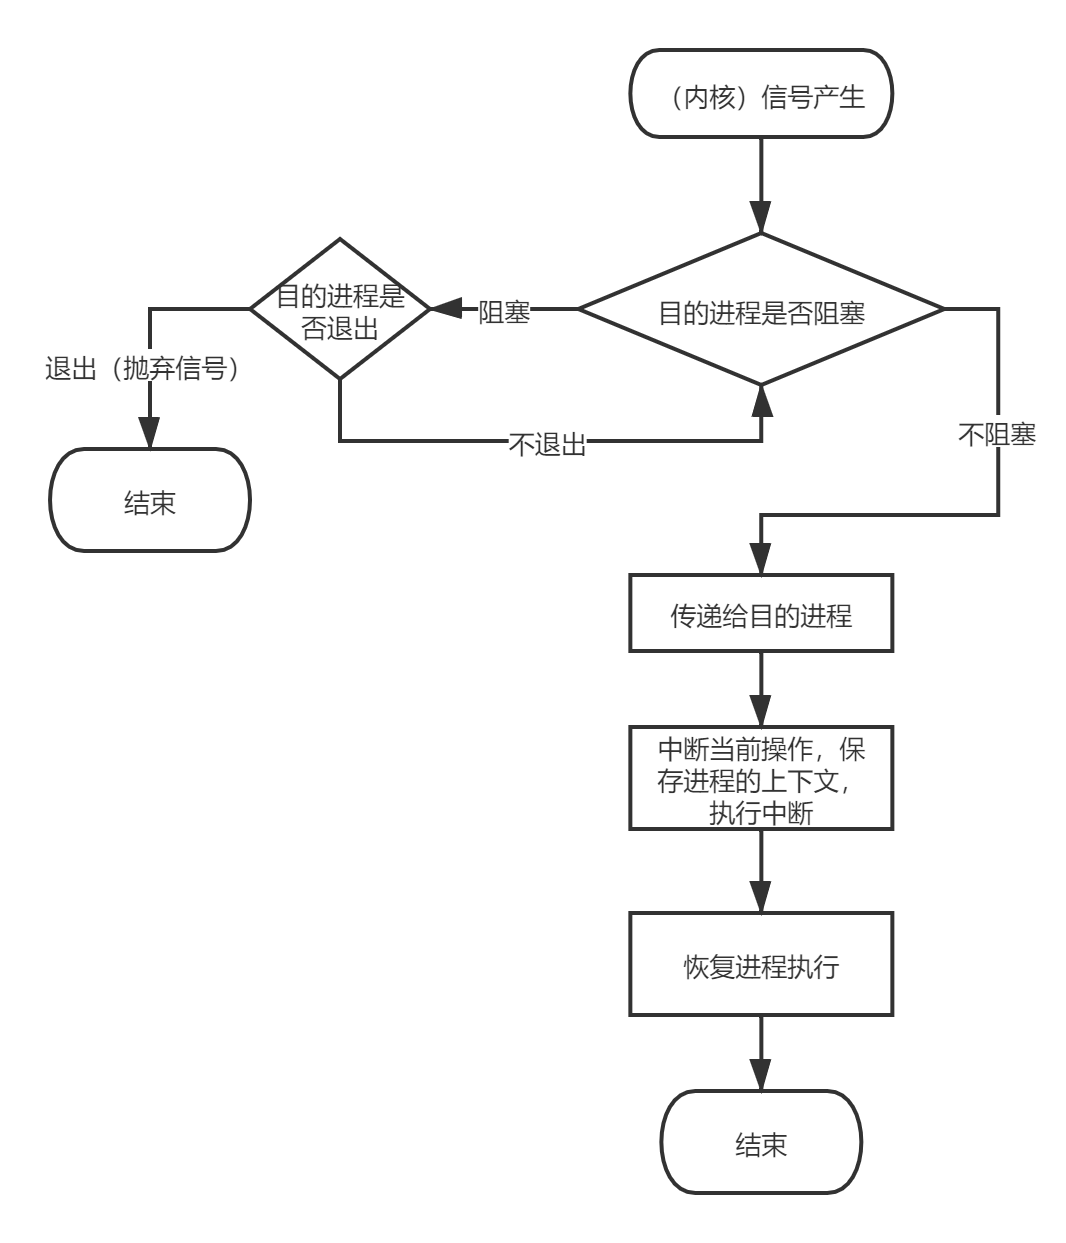 （内核）信号产生
目的进程是否阻塞
阻塞
目的进程是
否退出
退出（抛弃信号）
结束
不退出
不阻塞
传递给目的进程
中断当前操作，保
存进程的上下文，
执行中断
恢复进程执行
结束